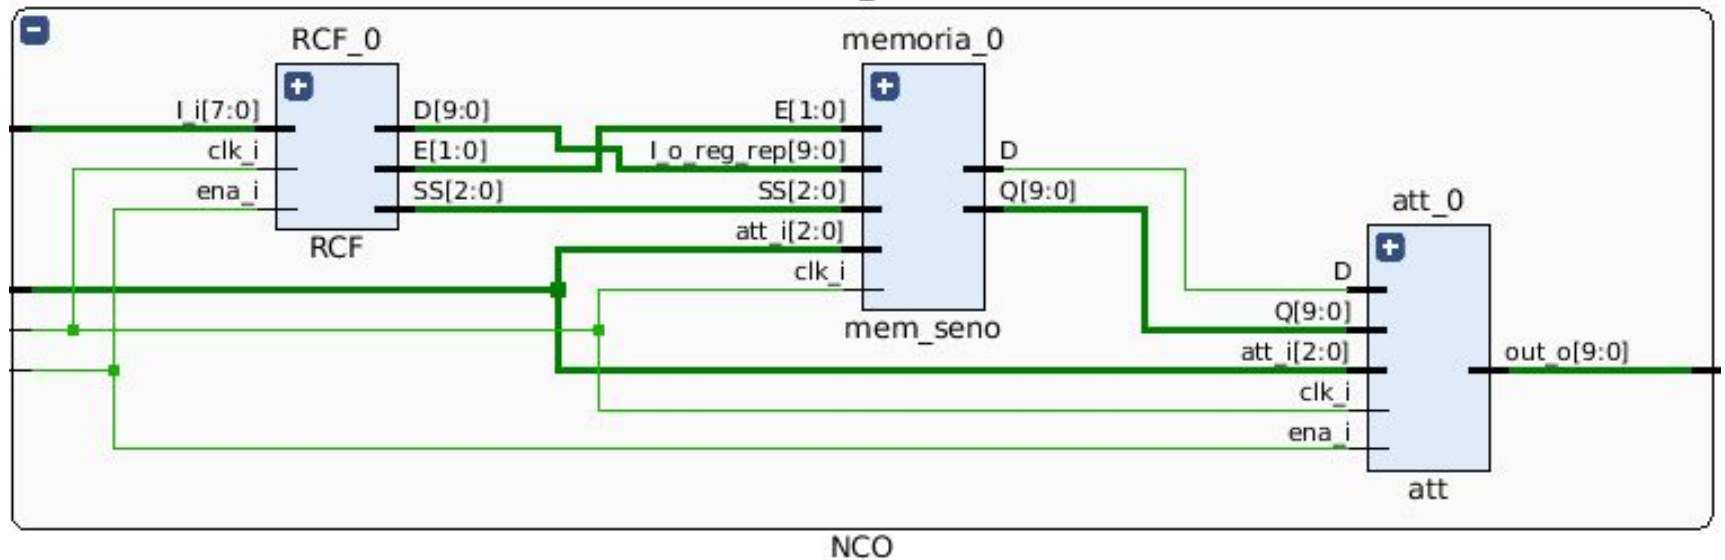 RCF_0
I_i[7:0]
clk_i
ena_i
D[9:0]
E[1:0]
SS[2:0]
RCF
memoria_0
E[1:0]
I_o_reg_rep[9:0]
SS[2:0]
att_i[2:0]
clk_i
D
Q[9:0]
mem_seno
att_0
D
Q[9:0]
att_i[2:0]
clk_i
ena_i
out_o[9:0]
att
NCO